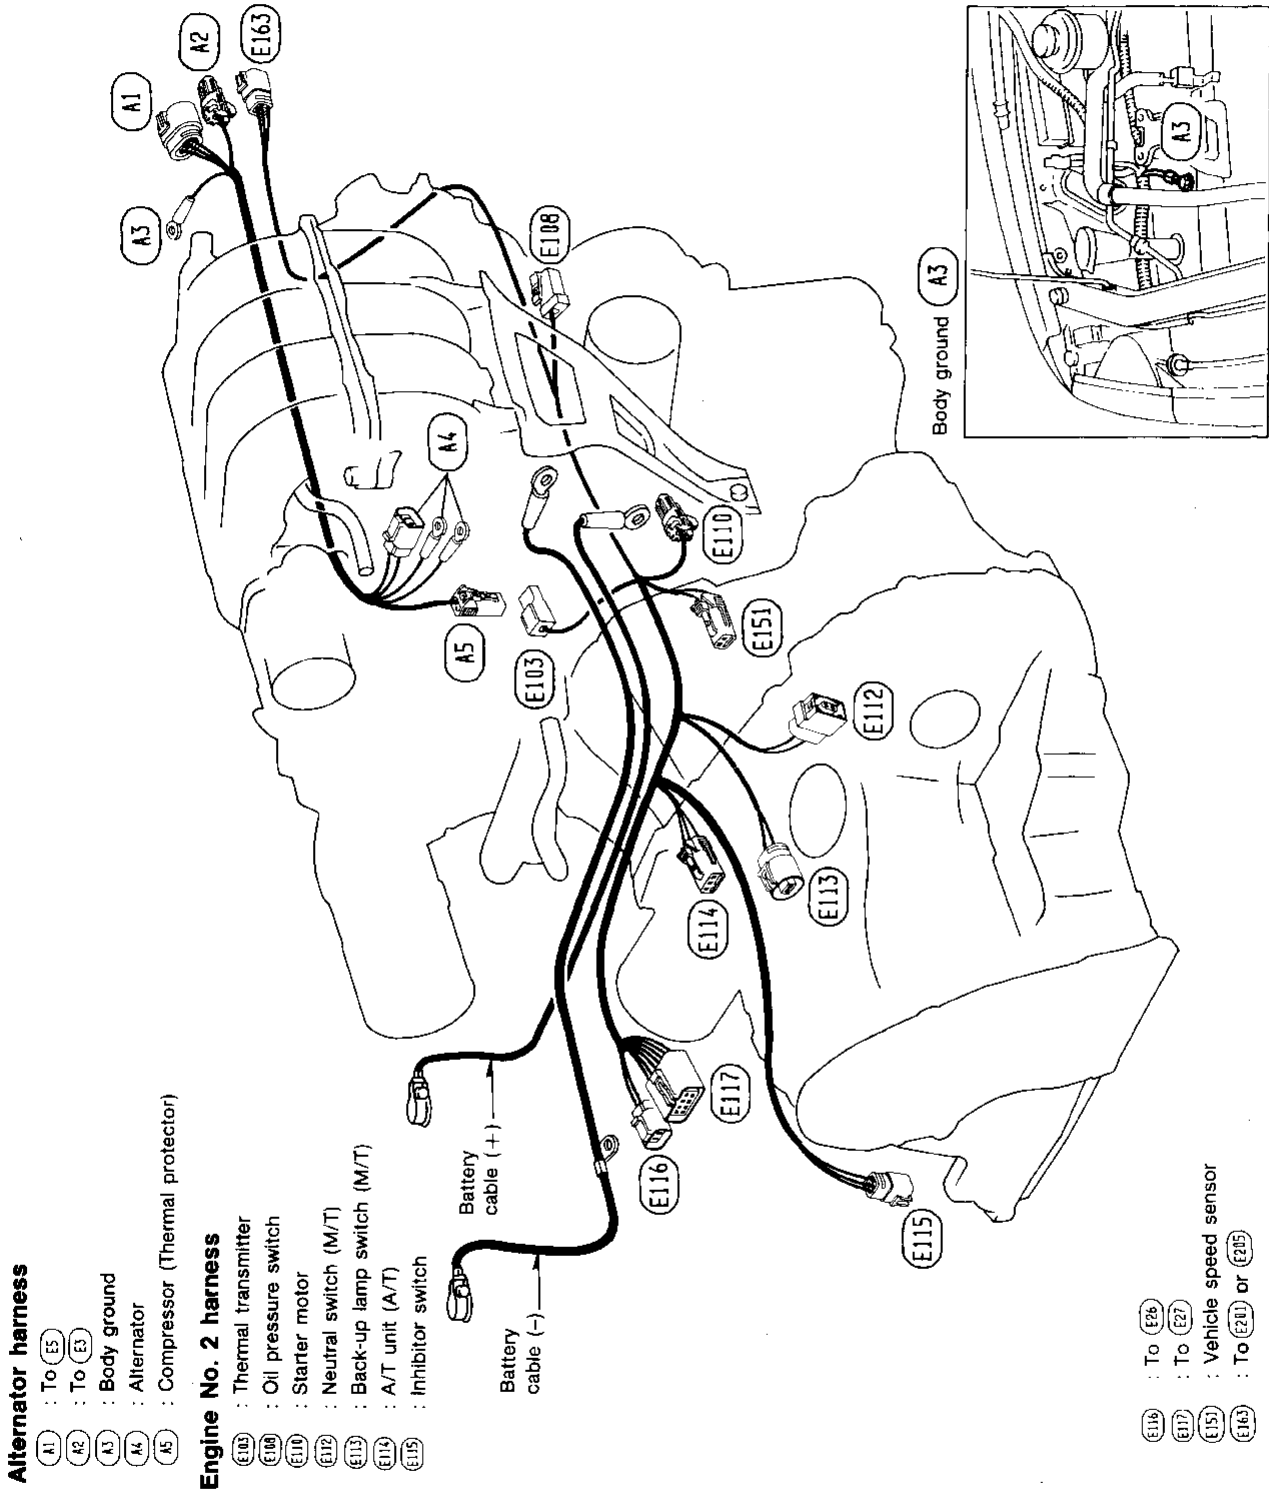 Alternator harness
A1 : To E5
A2 : To E3
A3 : Body ground
A4 : Alternator
A5 : Compressor (Thermal protector)
Engine No. 2 harness
E103 : Thermal transmitter
E108 : Oil pressure switch
E110 : Starter motor
E112 : Neutral switch (M/T)
E113 : Back-up lamp switch (M/T)
E114 : A/T unit (A/T)
E115 : Inhibitor switch
E116 : To E26
E117 : To E27
E151 : Vehicle speed sensor
E163 : To E201 or E205
A1
A2
E163
A3
E108
A4
A5
E103
E110
E151
E112
E113
E114
E117
E116
E115
Battery
cable (+)
Battery
cable (-)
Body ground A3
A3